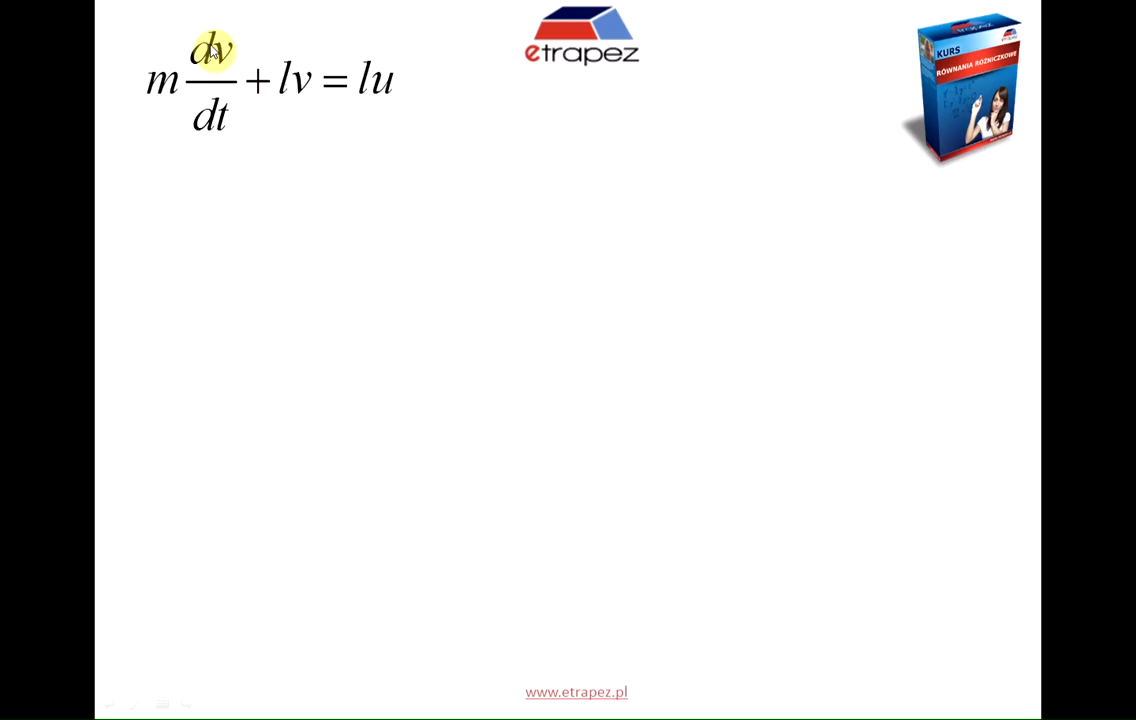 m dv/dt + lv = lu
etrapez
KURS
RÓWNANIA RÓŻNICZKOWE
www.etrapez.pl